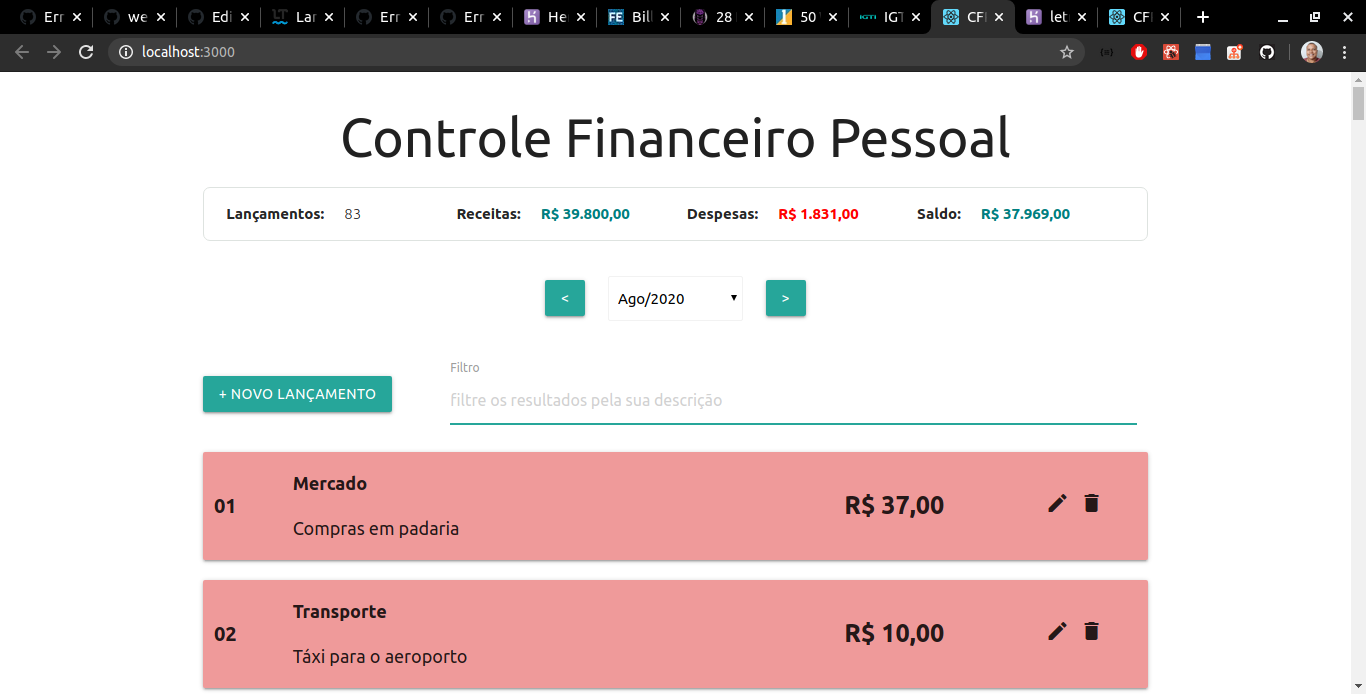 Err we Edi Lar Err Err He Bill 28 50 IGTI IGT CF let CF
localhost:3000
Controle Financeiro Pessoal
Lançamentos: 83 Receitas: R$ 39.800,00 Despesas: R$ 1.831,00 Saldo: R$ 37.969,00
< Ago/2020 >
Filtro
+ NOVO LANÇAMENTO filtre os resultados pela sua descrição
Mercado
01 R$ 37,00
Compras em padaria
Transporte
02 R$ 10,00
Táxi para o aeroporto